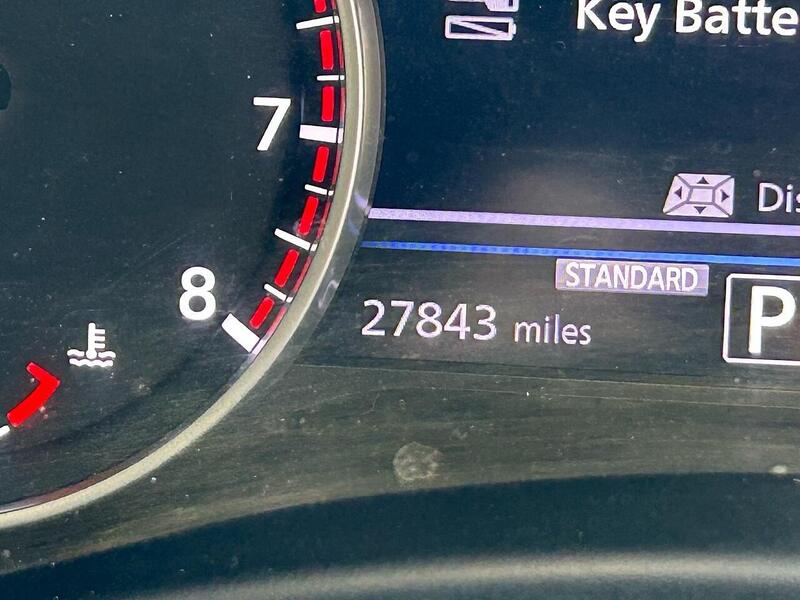 Key Batte
7
Dis
STANDARD
8
27843 miles
P